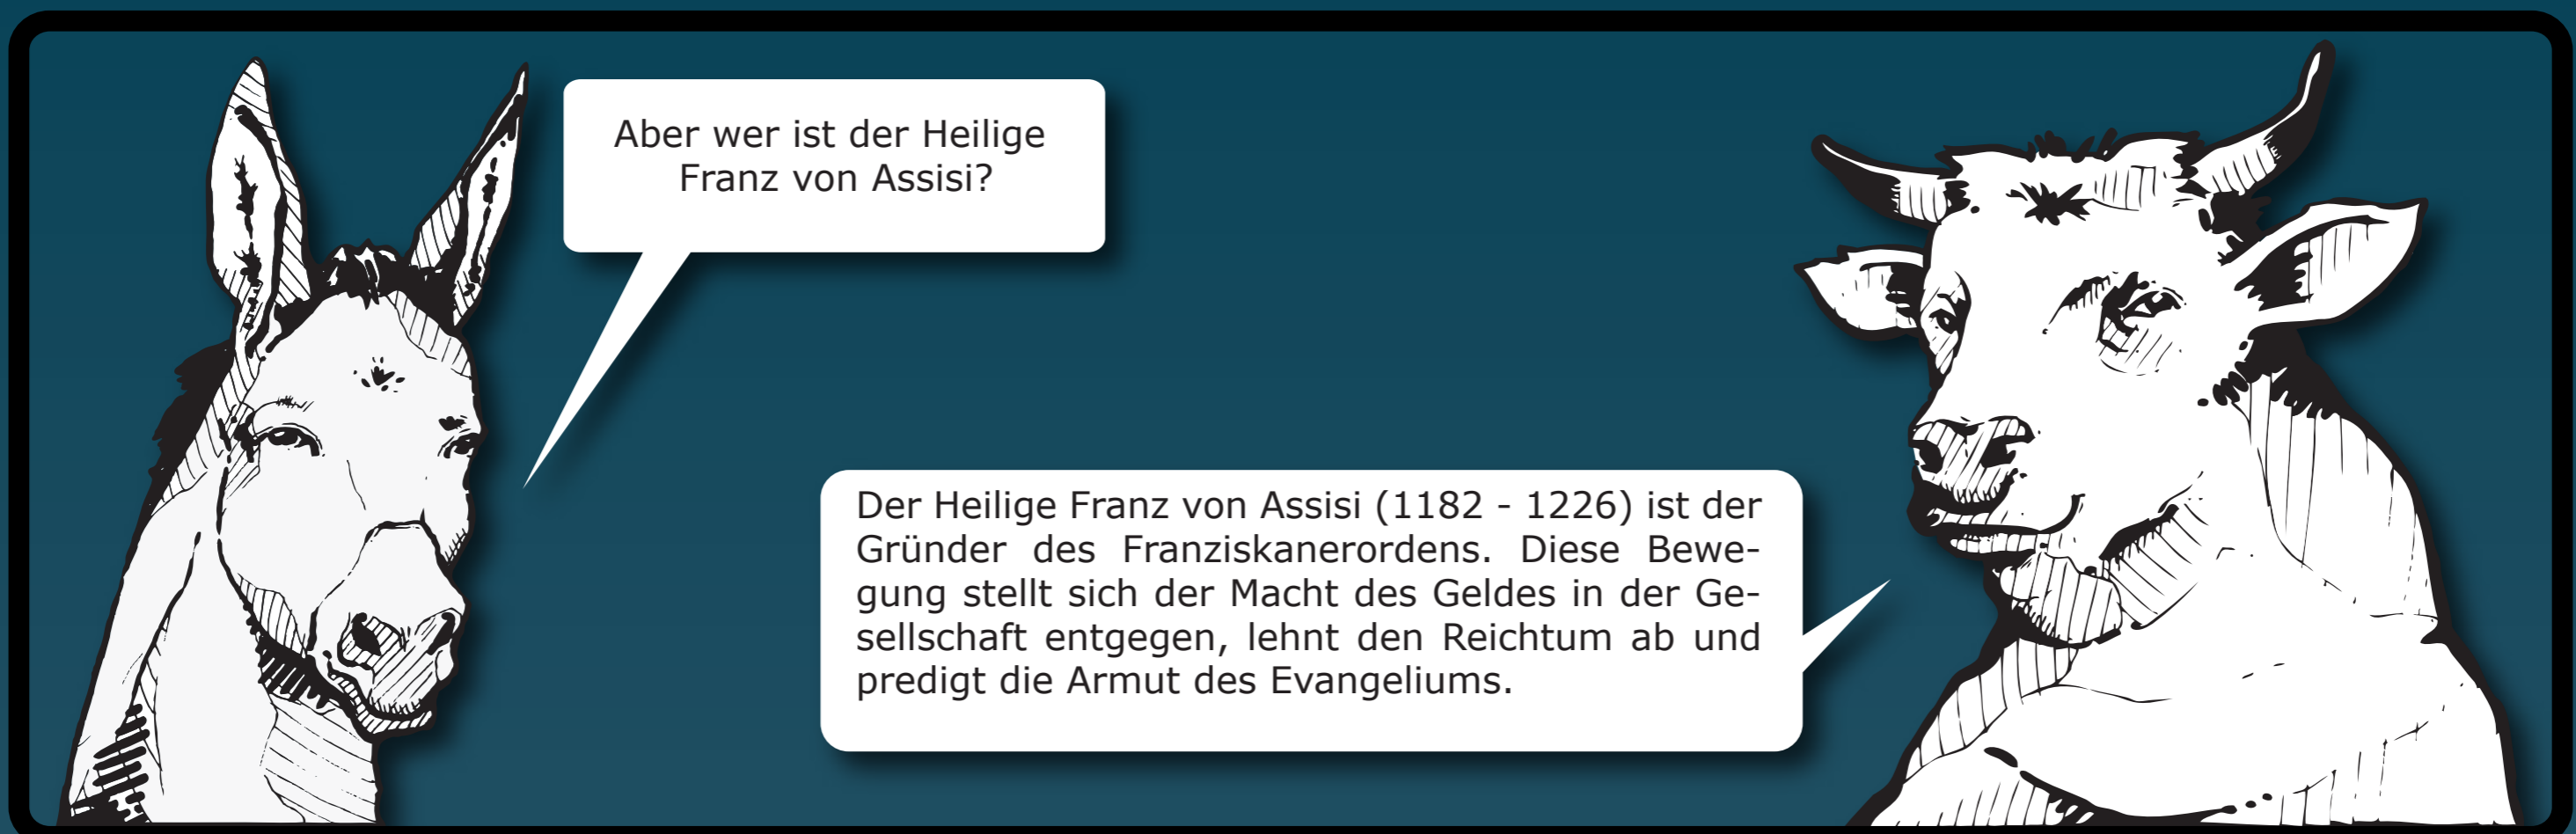 Aber wer ist der Heilige
Franz von Assisi?
Der Heilige Franz von Assisi (1182 - 1226) ist der
Gründer des Franziskanerordens. Diese Bewe-
gung stellt sich der Macht des Geldes in der Ge-
sellschaft entgegen, lehnt den Reichtum ab und
predigt die Armut des Evangeliums.